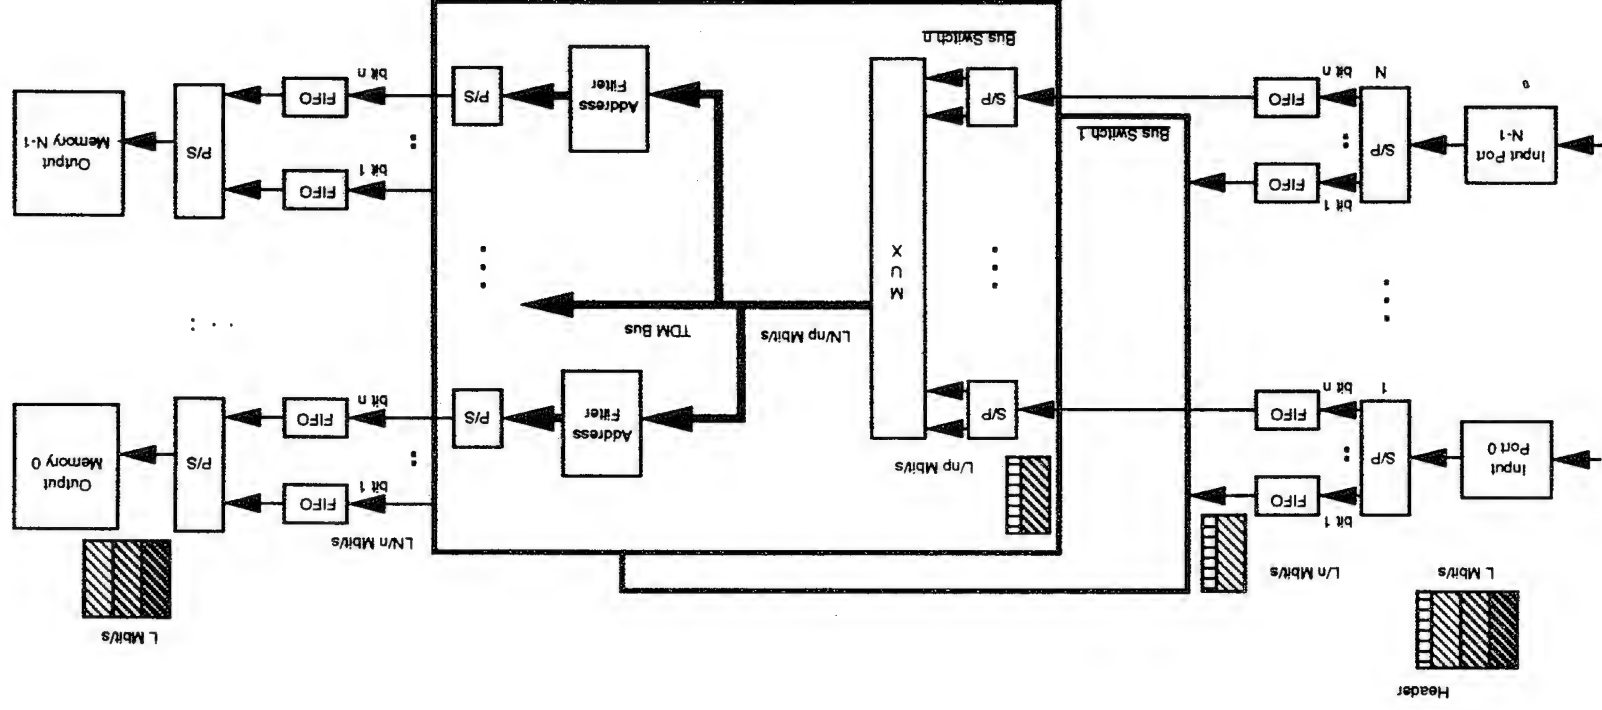 Header
L Mbit/s
L Mbit/s
L/n Mbit/s
LN/n Mbit/s
Input
Port 0
S/P
bit 1
FIFO
bit n
FIFO
1
L/np Mbit/s
S/P
M
U
X
LN/np Mbit/s
TDM Bus
Address
Filter
P/S
bit 1
FIFO
bit n
FIFO
P/S
Output
Memory 0
Input Port
N-1
S/P
bit 1
FIFO
bit n
FIFO
N
Bus Switch 1
S/P
Bus Switch n
Address
Filter
P/S
bit 1
FIFO
bit n
FIFO
P/S
Output
Memory N-1